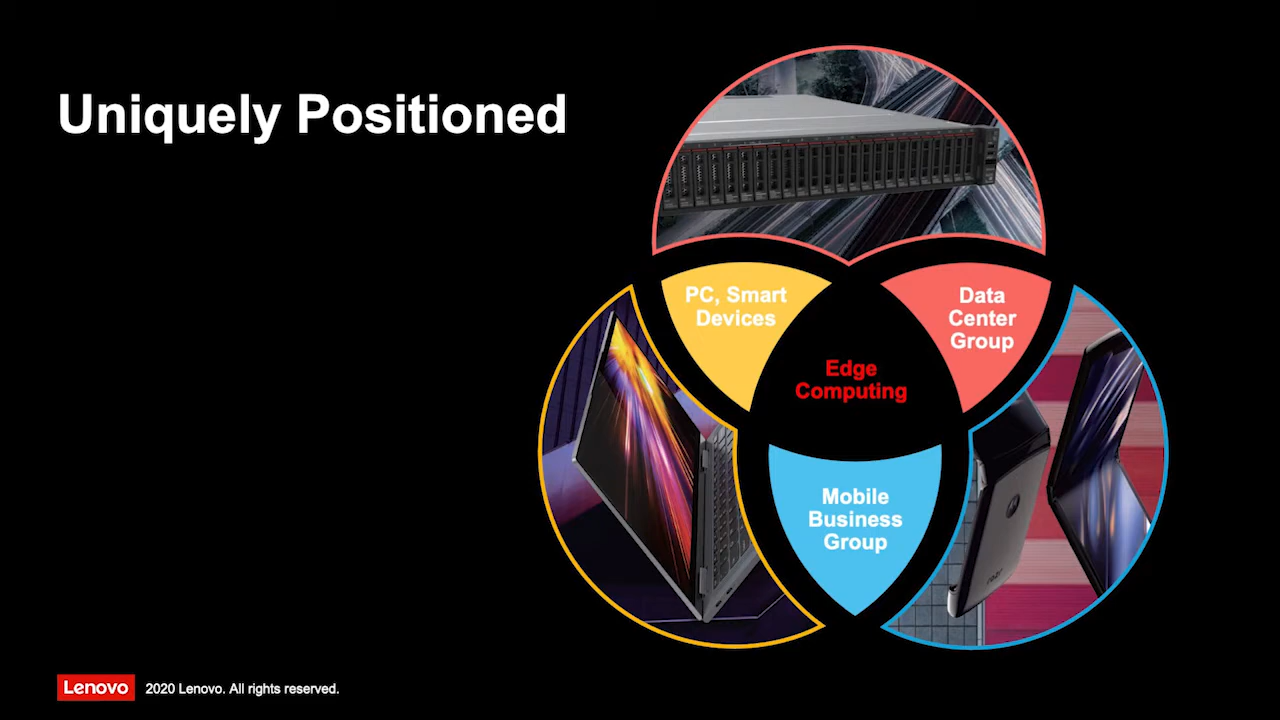 Uniquely Positioned
PC, Smart
Devices
Data
Center
Group
Edge
Computing
Mobile
Business
Group
Lenovo
2020 Lenovo. All rights reserved.